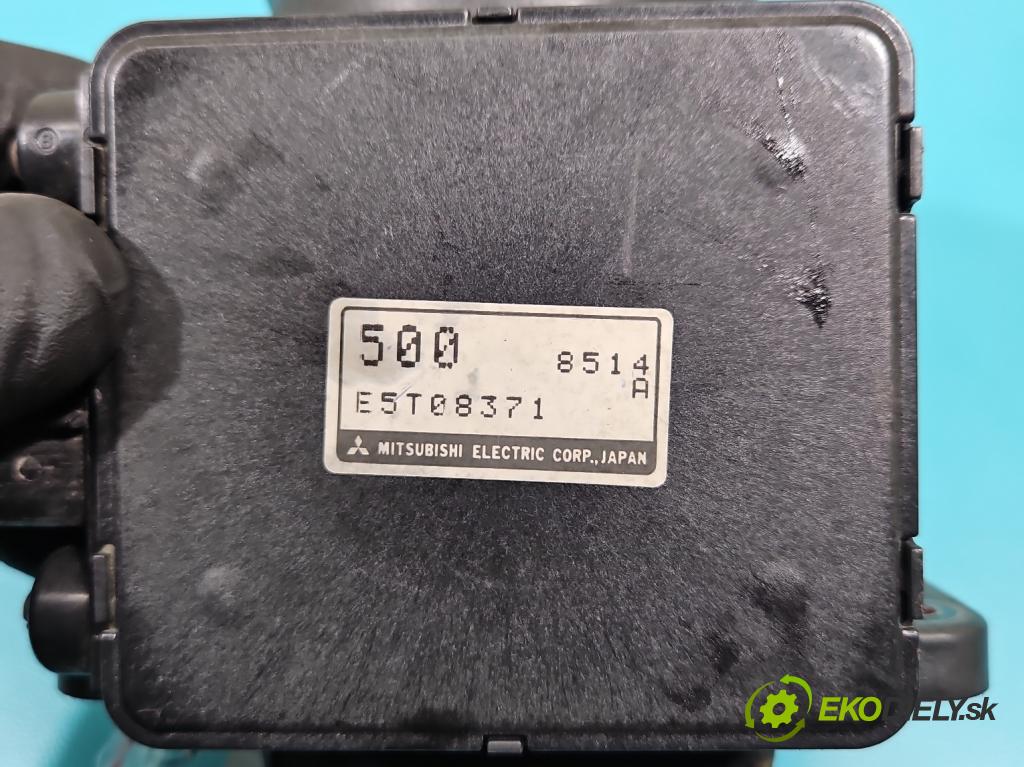 500
8514
A
E5T08371
MITSUBISHI ELECTRIC CORP., JAPAN
EKODIELY.sk